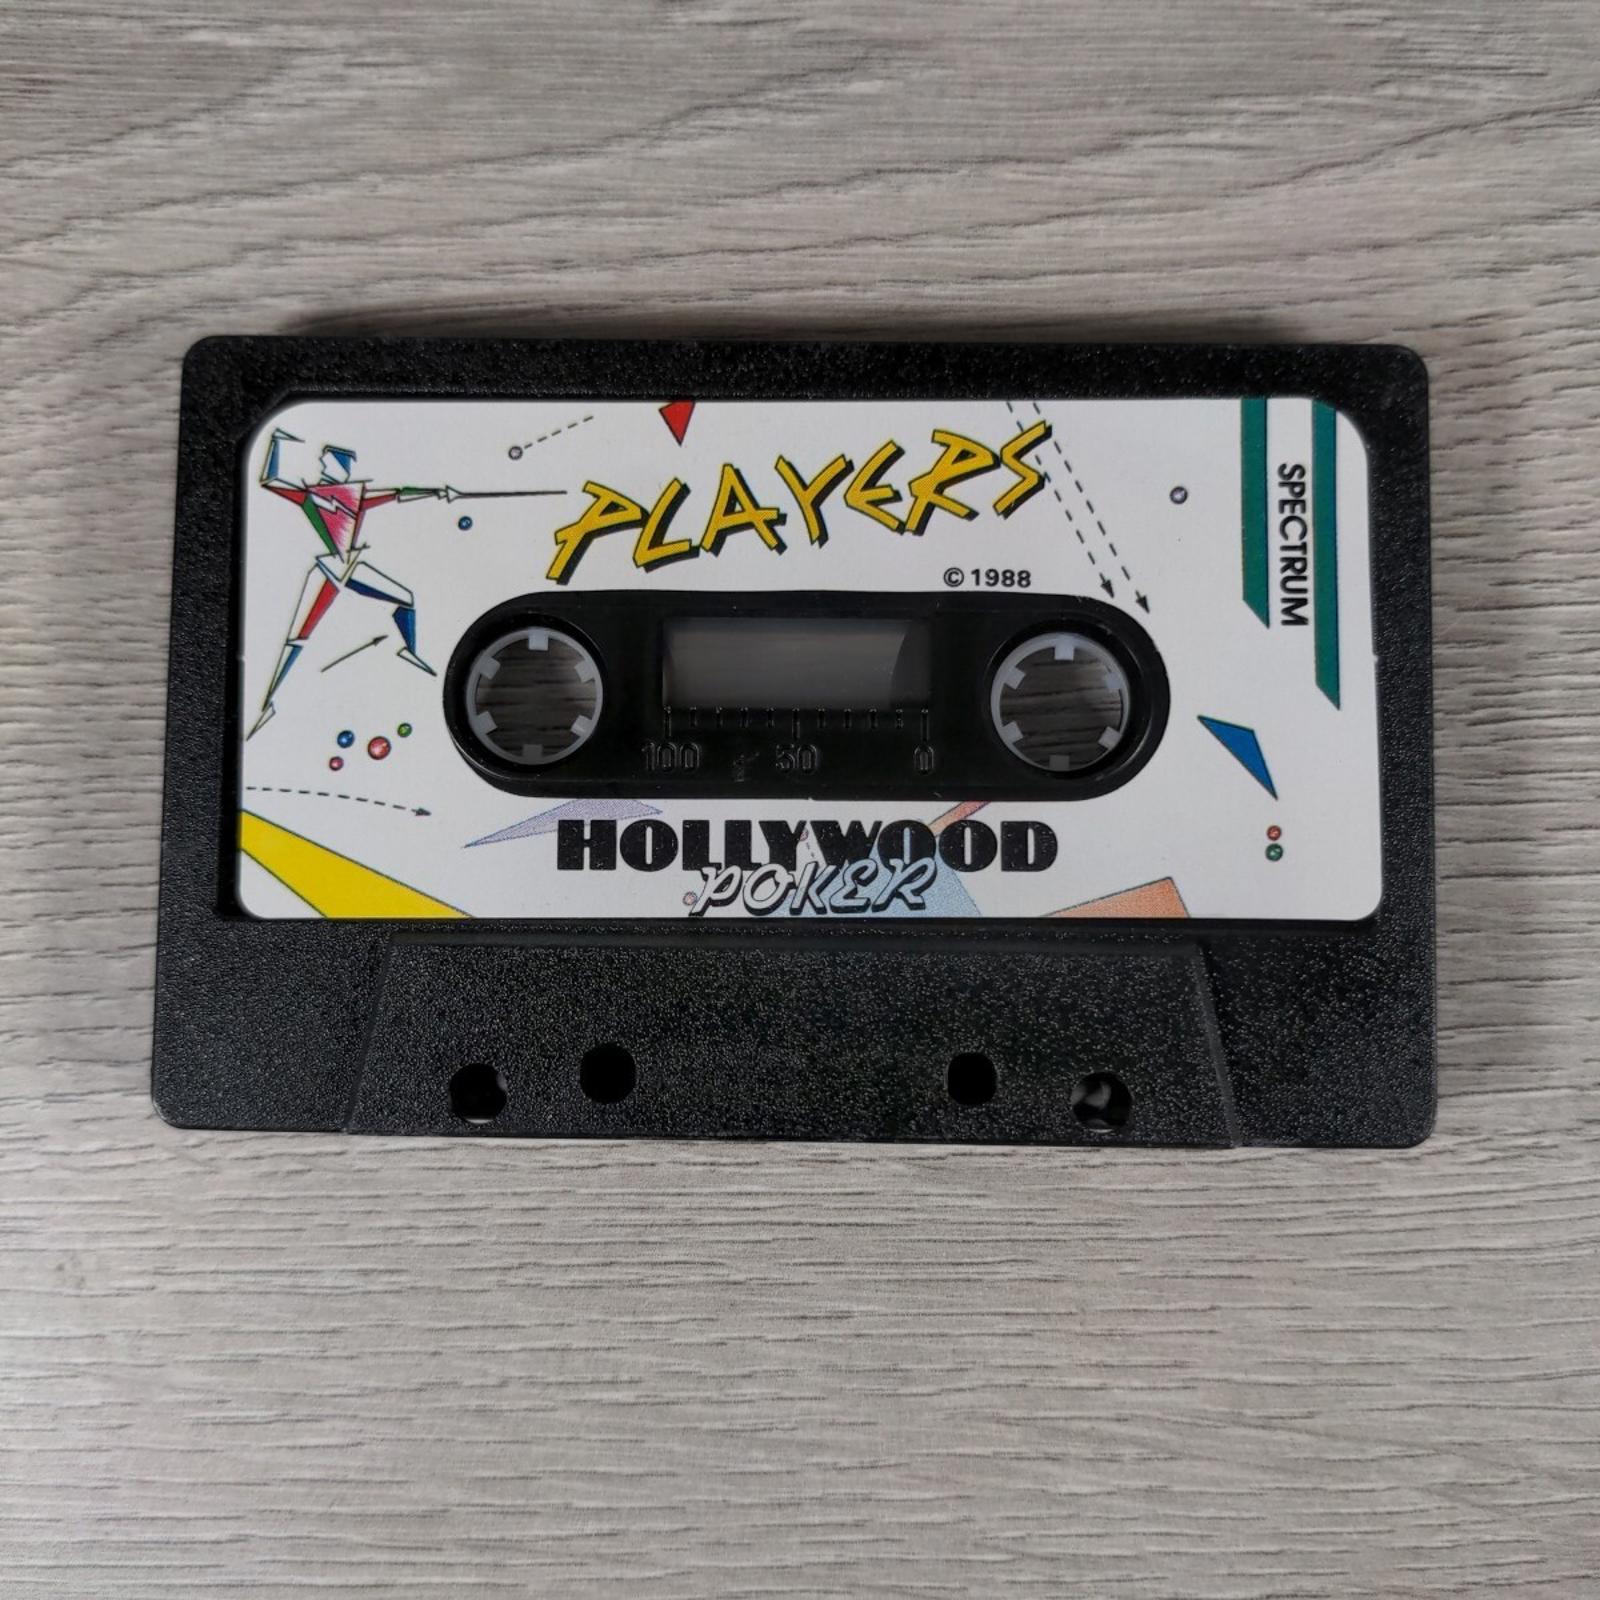 PLAYERS
© 1988
SPECTRUM
100 50 0
HOLLYWOOD
POKER